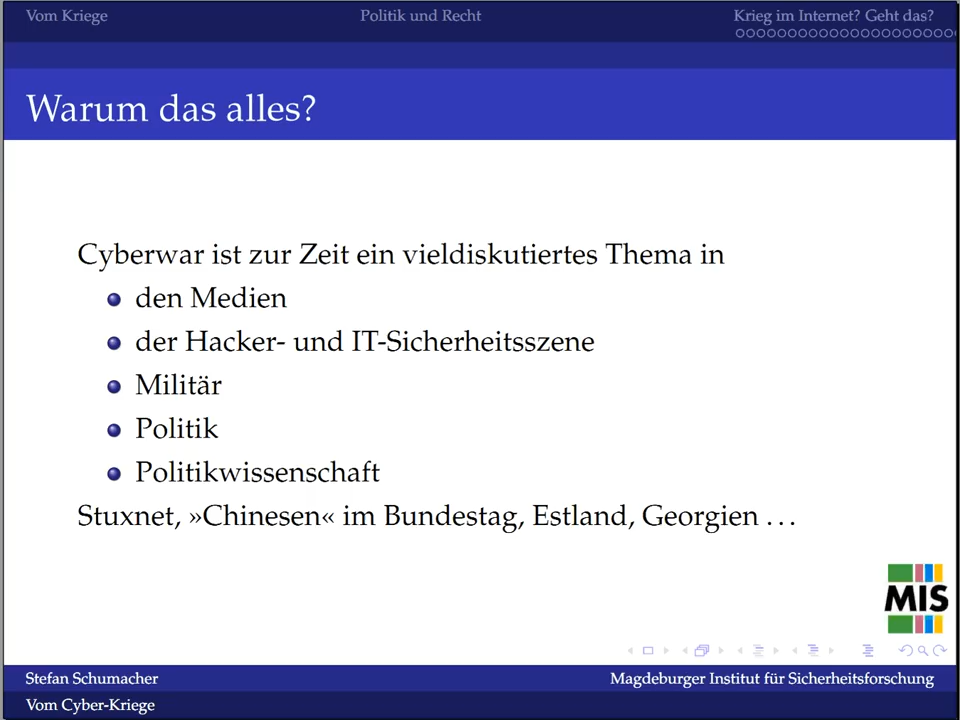 Vom Kriege
Politik und Recht
Krieg im Internet? Geht das?
Warum das alles?
Cyberwar ist zur Zeit ein vieldiskutiertes Thema in
den Medien
der Hacker- und IT-Sicherheitsszene
Militär
Politik
Politikwissenschaft
Stuxnet, »Chinesen« im Bundestag, Estland, Georgien ...
MIS
Stefan Schumacher
Magdeburger Institut für Sicherheitsforschung
Vom Cyber-Kriege